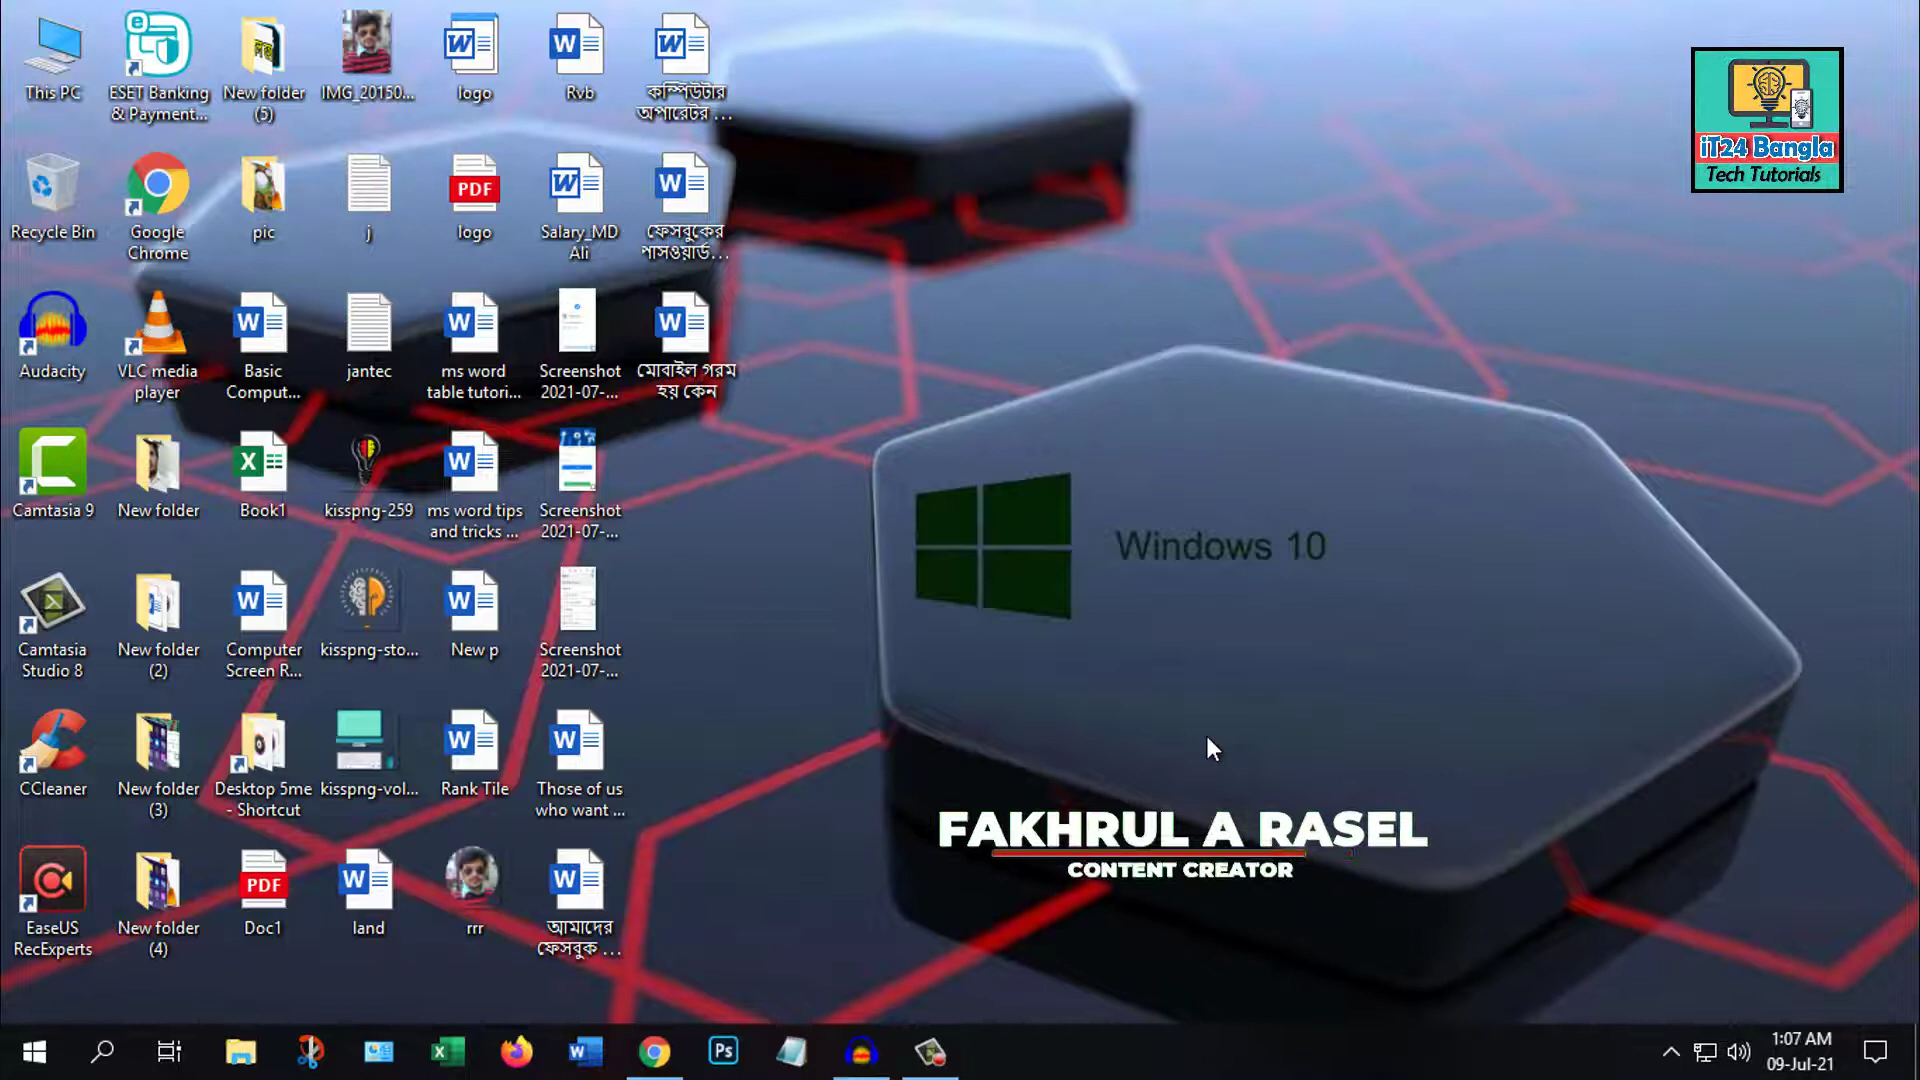 This PC
ESET Banking
& Payment...
New folder
(5)
IMG_20150...
logo
Rvb
কম্পিউটার
অপারেটর ...
iT24 Bangla
Tech Tutorials
Recycle Bin
Google
Chrome
pic
j
PDF
logo
Salary_MD
Ali
ফেসবুকের
পাসওয়ার্ড...
Audacity
VLC media
player
Basic
Comput...
jantec
ms word
table tutori...
Screenshot
2021-07-...
মোবাইল গরম
হয় কেন
Camtasia 9
New folder
Book1
kisspng-259
ms word tips
and tricks ...
Screenshot
2021-07-...
Windows 10
Camtasia
Studio 8
New folder
(2)
Computer
Screen R...
kisspng-sto...
New p
Screenshot
2021-07-...
CCleaner
New folder
(3)
Desktop 5me
- Shortcut
kisspng-vol...
Rank Tile
Those of us
who want ...
FAKHRUL A RASEL
CONTENT CREATOR
EaseUS
RecExperts
New folder
(4)
PDF
Doc1
land
rrr
আমাদের
ফেসবুক ...
Ps
1:07 AM
09-Jul-21